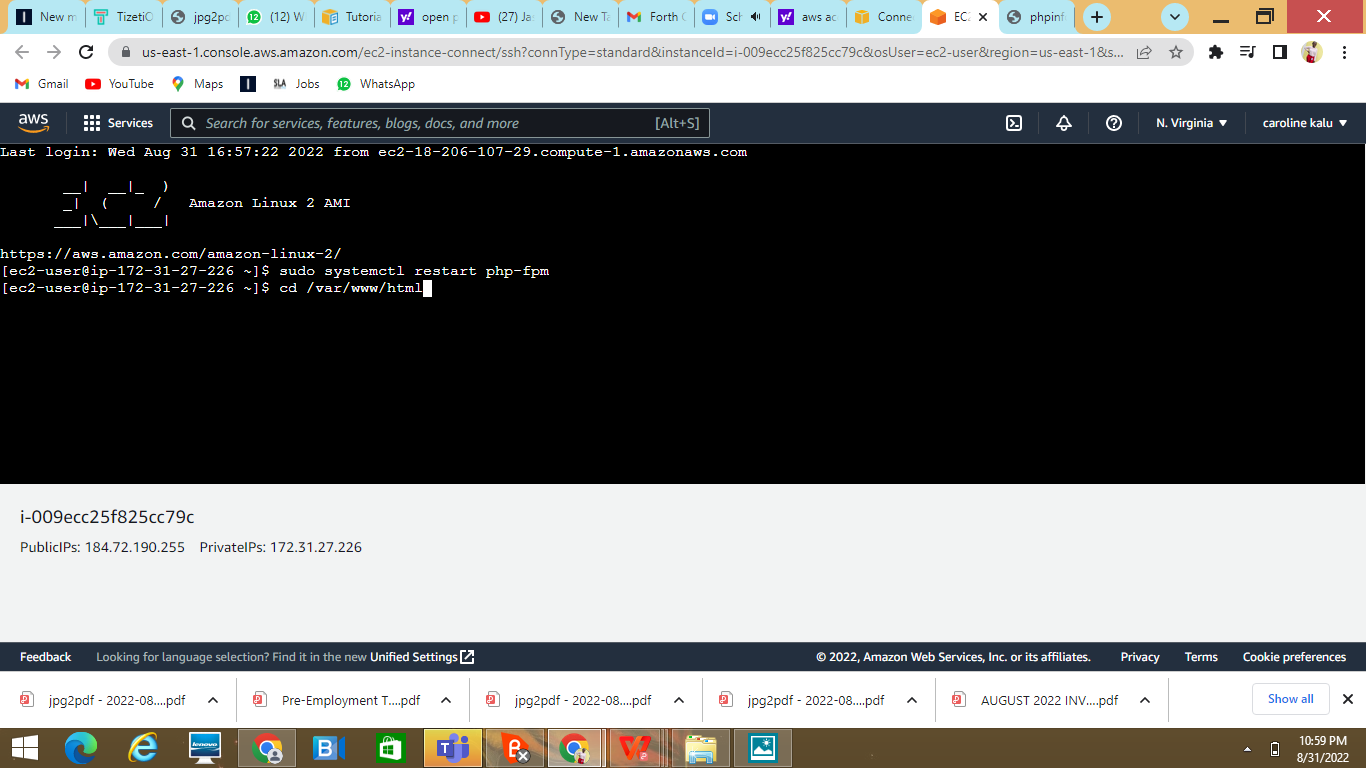 New m
TizetiO
jpg2pd
(12) W
Tutoria
open p
(27) Ja
New Ta
Forth C
Sch
aws ac
Conne
EC2
phpinfo
us-east-1.console.aws.amazon.com/ec2-instance-connect/ssh?connType=standard&instanceId=i-009ecc25f825cc79c&osUser=ec2-user&region=us-east-1&s...
Gmail YouTube Maps SLA Jobs WhatsApp
aws Services Search for services, features, blogs, docs, and more [Alt+S] N. Virginia caroline kalu
Last login: Wed Aug 31 16:57:22 2022 from ec2-18-206-107-29.compute-1.amazonaws.com
__|  __|_  )
_|  (     /   Amazon Linux 2 AMI
___|\___|___|
https://aws.amazon.com/amazon-linux-2/
[ec2-user@ip-172-31-27-226 ~]$ sudo systemctl restart php-fpm
[ec2-user@ip-172-31-27-226 ~]$ cd /var/www/html
i-009ecc25f825cc79c
PublicIPs: 184.72.190.255 PrivateIPs: 172.31.27.226
Feedback Looking for language selection? Find it in the new Unified Settings © 2022, Amazon Web Services, Inc. or its affiliates. Privacy Terms Cookie preferences
jpg2pdf - 2022-08....pdf Pre-Employment T....pdf jpg2pdf - 2022-08....pdf jpg2pdf - 2022-08....pdf AUGUST 2022 INV....pdf Show all
lenovo
10:59 PM
8/31/2022